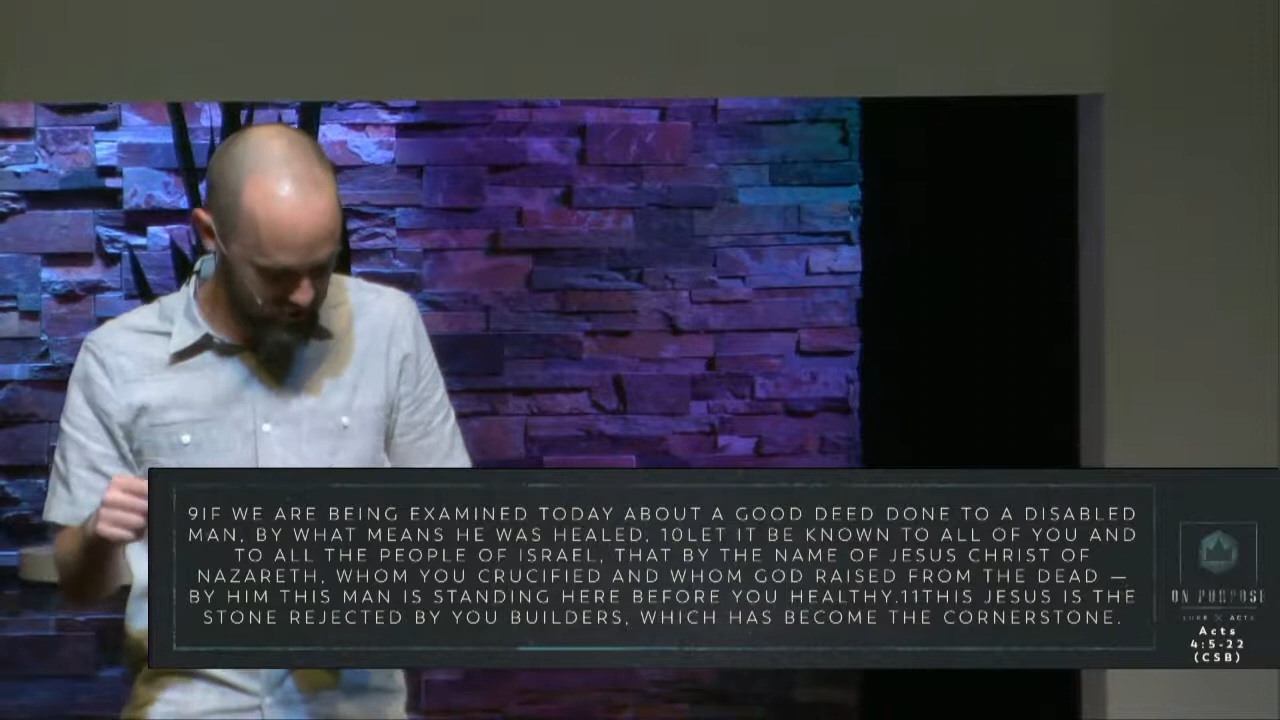 9IF WE ARE BEING EXAMINED TODAY ABOUT A GOOD DEED DONE TO A DISABLED
MAN, BY WHAT MEANS HE WAS HEALED, 10LET IT BE KNOWN TO ALL OF YOU AND
TO ALL THE PEOPLE OF ISRAEL, THAT BY THE NAME OF JESUS CHRIST OF
NAZARETH, WHOM YOU CRUCIFIED AND WHOM GOD RAISED FROM THE DEAD —
BY HIM THIS MAN IS STANDING HERE BEFORE YOU HEALTHY.11THIS JESUS IS THE
STONE REJECTED BY YOU BUILDERS, WHICH HAS BECOME THE CORNERSTONE.
ON PURPOSE
LUKE X ACTS
Acts
4:5-22
(CSB)